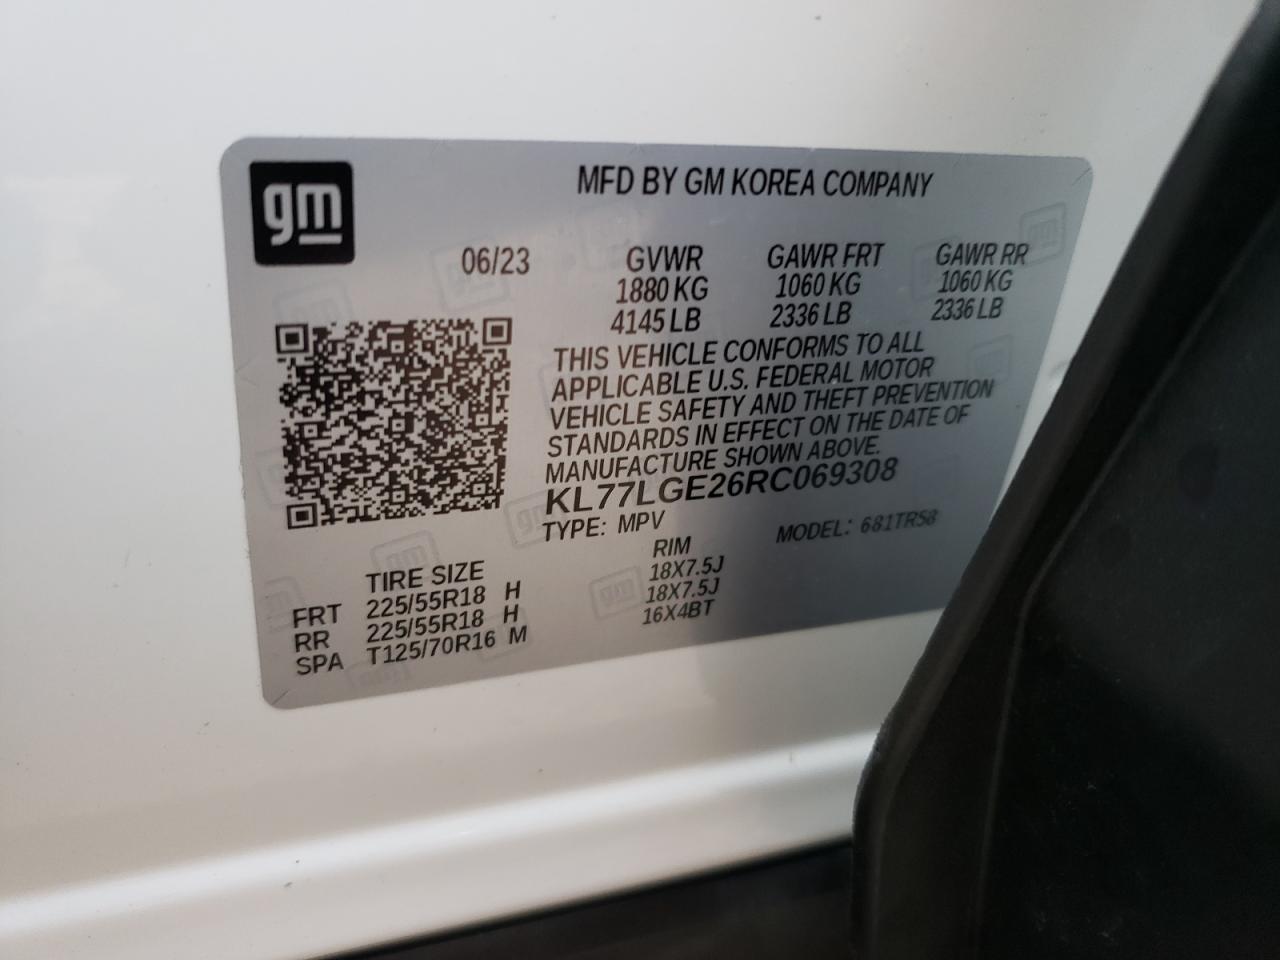 gm
MFD BY GM KOREA COMPANY
06/23 GVWR GAWR FRT GAWR RR
1880 KG 1060 KG 1060 KG
4145 LB 2336 LB 2336 LB
THIS VEHICLE CONFORMS TO ALL
APPLICABLE U.S. FEDERAL MOTOR
VEHICLE SAFETY AND THEFT PREVENTION
STANDARDS IN EFFECT ON THE DATE OF
MANUFACTURE SHOWN ABOVE.
KL77LGE26RC069308
TYPE: MPV MODEL: 681TR58
TIRE SIZE RIM
FRT 225/55R18 H 18X7.5J
RR 225/55R18 H 18X7.5J
SPA T125/70R16 M 16X4BT